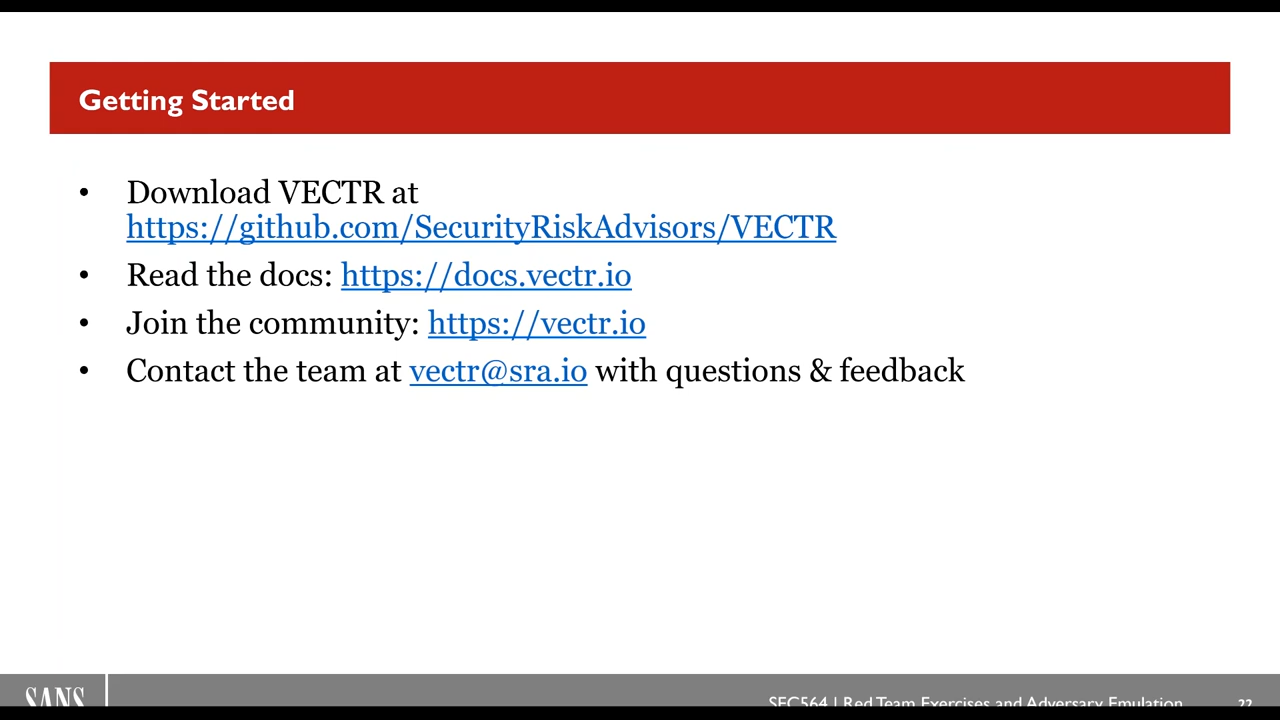 Getting Started
• Download VECTR at
https://github.com/SecurityRiskAdvisors/VECTR
• Read the docs: https://docs.vectr.io
• Join the community: https://vectr.io
• Contact the team at vectr@sra.io with questions & feedback
SANS
SEC564 | Red Team Exercises and Adversary Emulation
22